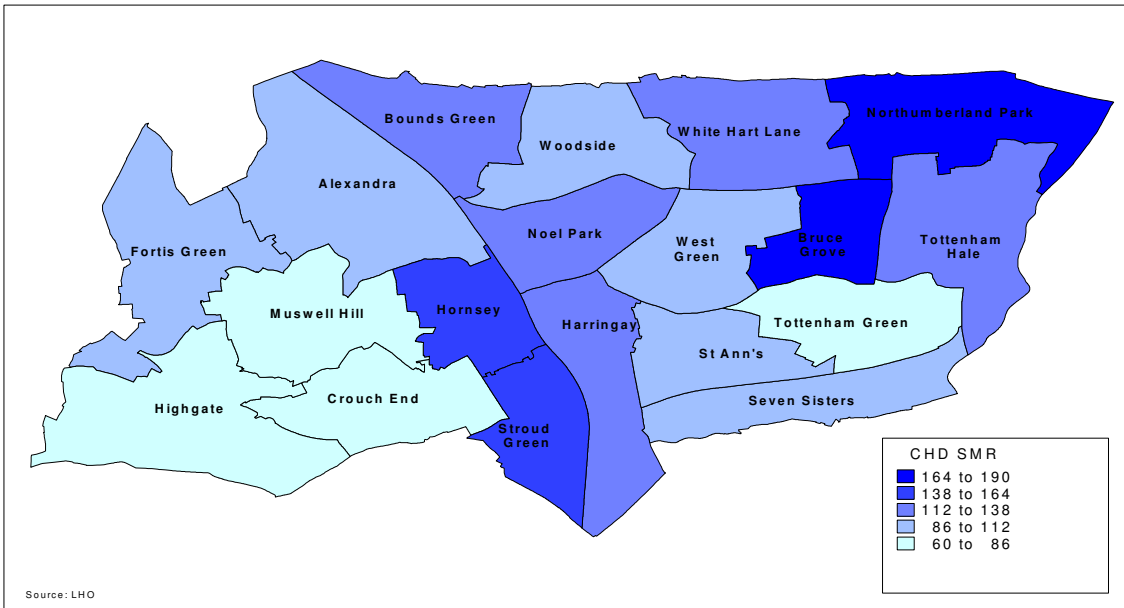 Northumberland Park
Bounds Green
White Hart Lane
Woodside
Alexandra
Noel Park
Bruce
Grove
West
Green
Tottenham
Hale
Fortis Green
Hornsey
Muswell Hill
Harringay
Tottenham Green
St Ann's
Crouch End
Seven Sisters
Highgate
Stroud
Green
CHD SMR
164 to 190
138 to 164
112 to 138
86 to 112
60 to 86
Source: LHO